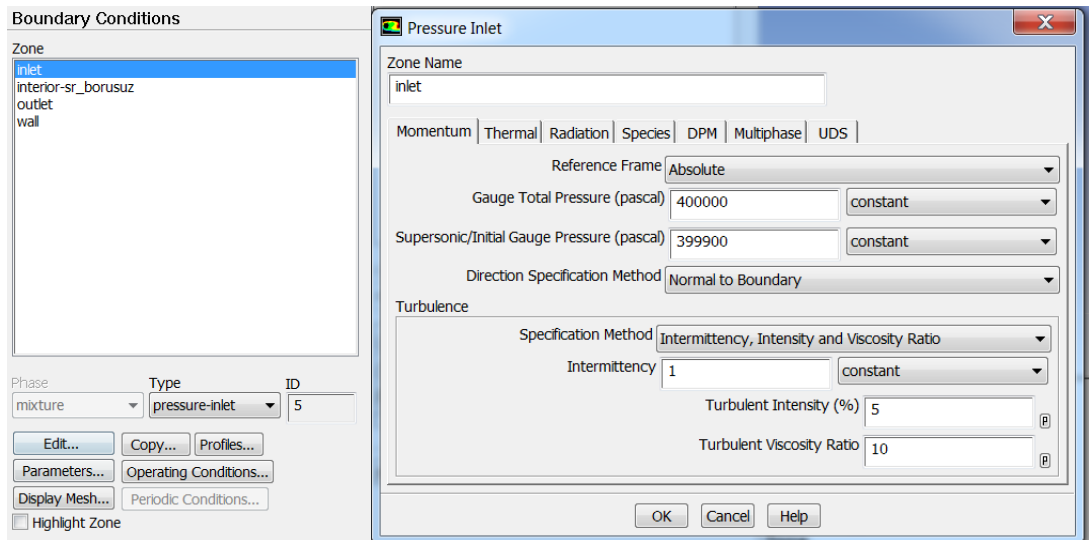 Boundary Conditions
Zone
inlet
interior-sr_borusuz
outlet
wall
Phase
Type
ID
mixture
pressure-inlet
5
Edit...
Copy...
Profiles...
Parameters...
Operating Conditions...
Display Mesh...
Periodic Conditions...
Highlight Zone
Pressure Inlet
Zone Name
inlet
Momentum
Thermal
Radiation
Species
DPM
Multiphase
UDS
Reference Frame Absolute
Gauge Total Pressure (pascal) 400000 constant
Supersonic/Initial Gauge Pressure (pascal) 399900 constant
Direction Specification Method Normal to Boundary
Turbulence
Specification Method Intermittency, Intensity and Viscosity Ratio
Intermittency 1 constant
Turbulent Intensity (%) 5 P
Turbulent Viscosity Ratio 10 P
OK
Cancel
Help